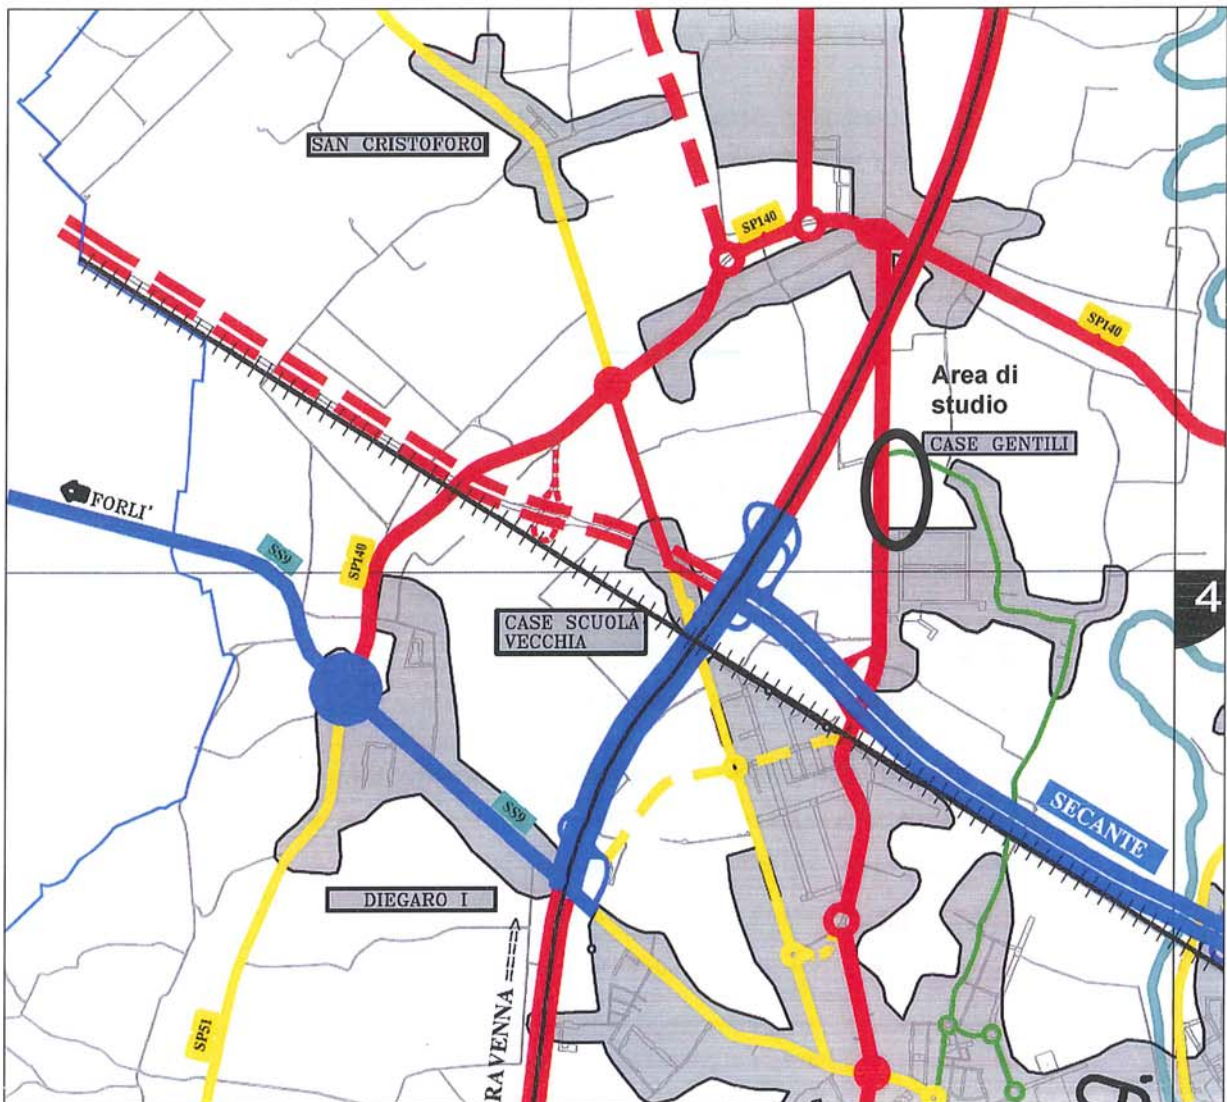 SAN CRISTOFORO
SP140
SP140
Area di
studio
CASE GENTILI
FORLI'
SS9
SP140
4
CASE SCUOLA
VECCHIA
SS9
SECANTE
DIEGARO I
RAVENNA
SP51